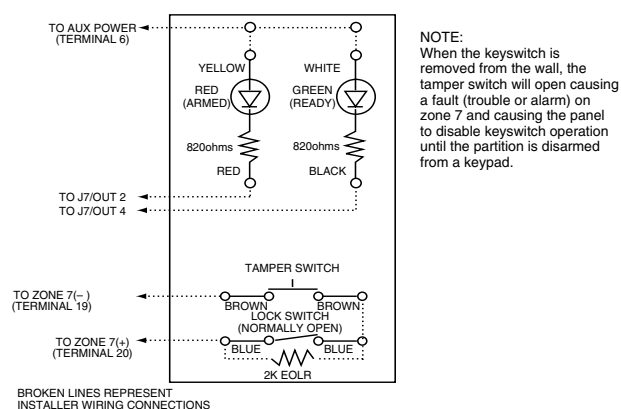 TO AUX POWER
(TERMINAL 6)
YELLOW
WHITE
RED
(ARMED)
GREEN
(READY)
820ohms
820ohms
RED
BLACK
TO J7/OUT 2
TO J7/OUT 4
TAMPER SWITCH
TO ZONE 7(– )
(TERMINAL 19)
BROWN
BROWN
LOCK SWITCH
(NORMALLY OPEN)
TO ZONE 7(+)
(TERMINAL 20)
BLUE
BLUE
2K EOLR
BROKEN LINES REPRESENT
INSTALLER WIRING CONNECTIONS
NOTE:
When the keyswitch is
removed from the wall, the
tamper switch will open causing
a fault (trouble or alarm) on
zone 7 and causing the panel
to disable keyswitch operation
until the partition is disarmed
from a keypad.